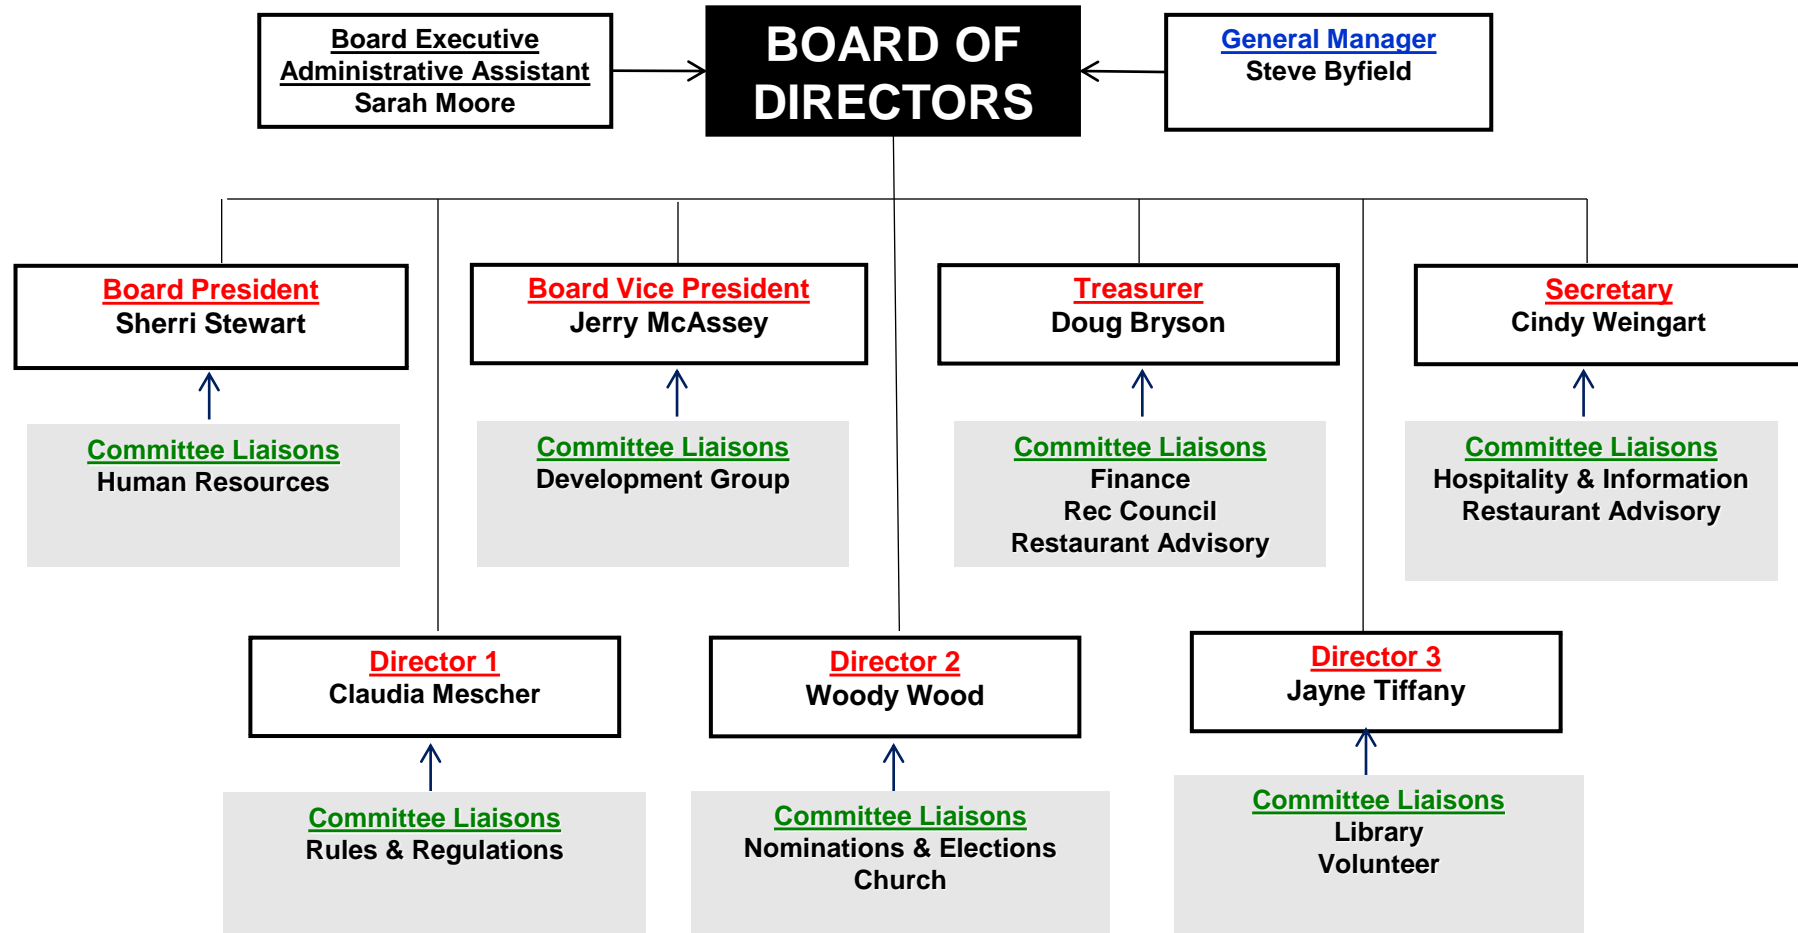 Board Executive
Administrative Assistant
Sarah Moore
BOARD OF
DIRECTORS
General Manager
Steve Byfield
Board President
Sherri Stewart
Board Vice President
Jerry McAssey
Treasurer
Doug Bryson
Secretary
Cindy Weingart
Committee Liaisons
Human Resources
Committee Liaisons
Development Group
Committee Liaisons
Finance
Rec Council
Restaurant Advisory
Committee Liaisons
Hospitality & Information
Restaurant Advisory
Director 1
Claudia Mescher
Director 2
Woody Wood
Director 3
Jayne Tiffany
Committee Liaisons
Rules & Regulations
Committee Liaisons
Nominations & Elections
Church
Committee Liaisons
Library
Volunteer